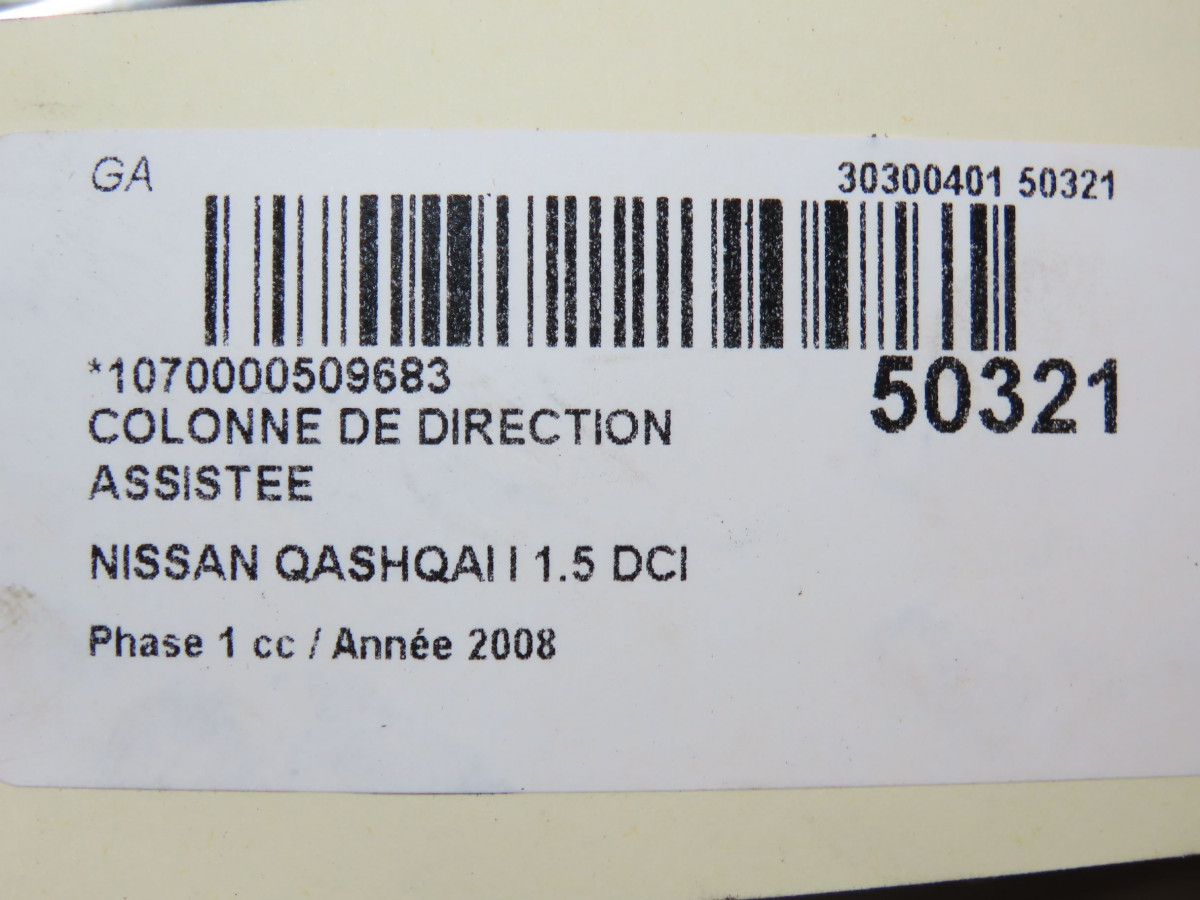 GA
30300401 50321
*1070000509683
50321
COLONNE DE DIRECTION
ASSISTEE
NISSAN QASHQAI I 1.5 DCI
Phase 1 cc / Année 2008